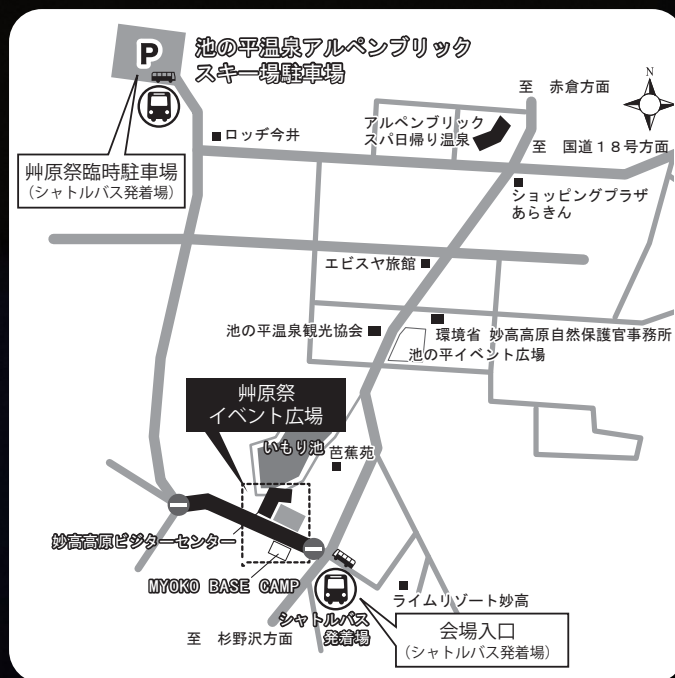 P
池の平温泉アルペンブリック
スキー場駐車場
至　赤倉方面
N
アルペンブリック
スパ日帰り温泉
ロッヂ今井
至　国道１８号方面
艸原祭臨時駐車場
（シャトルバス発着場）
ショッピングプラザ
あらきん
エビスヤ旅館
池の平温泉観光協会
環境省 妙高高原自然保護官事務所
池の平イベント広場
艸原祭
イベント広場
いもり池
芭蕉苑
妙高高原ビジターセンター
MYOKO BASE CAMP
ライムリゾート妙高
シャトルバス
発着場
至　杉野沢方面
会場入口
（シャトルバス発着場）